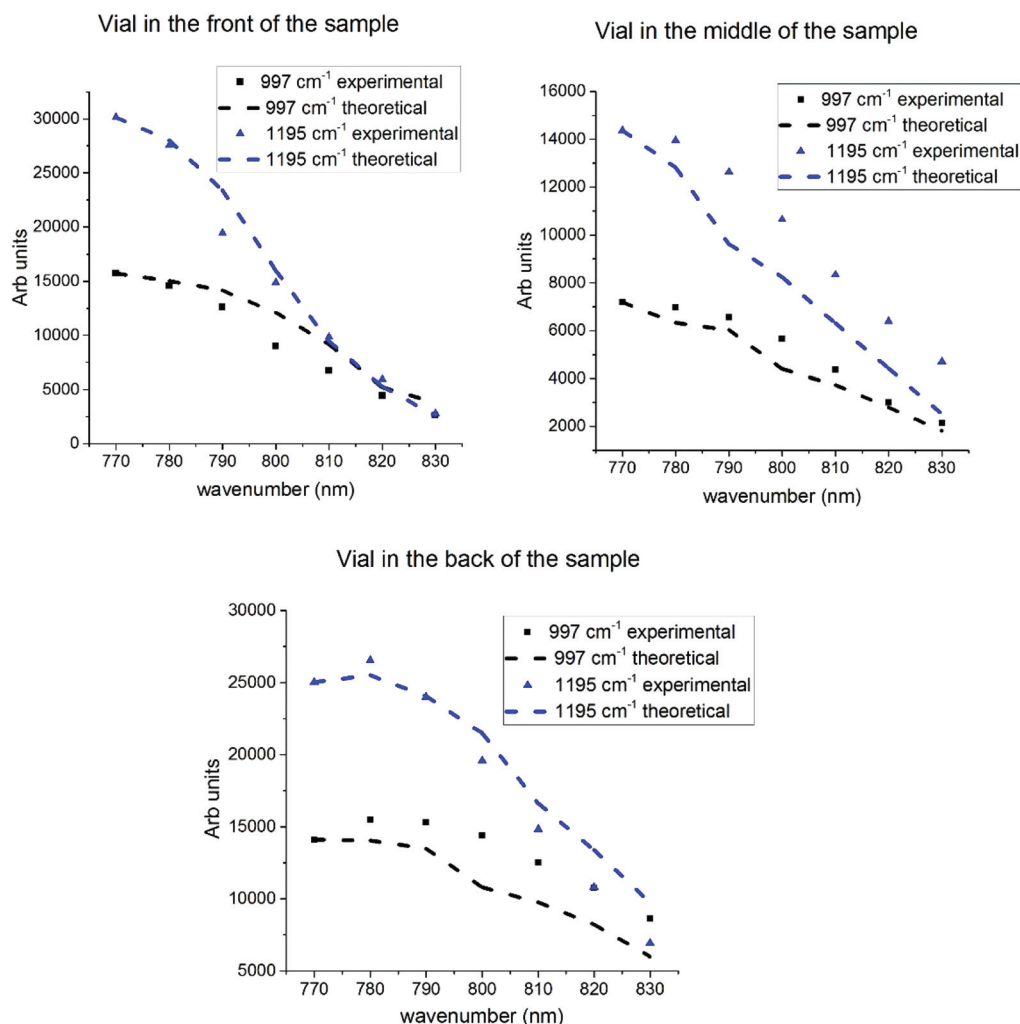 Vial in the front of the sample
997 cm⁻¹ experimental
997 cm⁻¹ theoretical
1195 cm⁻¹ experimental
1195 cm⁻¹ theoretical
30000
25000
20000
15000
10000
5000
0
Arb units
770 780 790 800 810 820 830
wavenumber (nm)
Vial in the middle of the sample
997 cm⁻¹ experimental
997 cm⁻¹ theoretical
1195 cm⁻¹ experimental
1195 cm⁻¹ theoretical
16000
14000
12000
10000
8000
6000
4000
2000
Arb units
770 780 790 800 810 820 830
wavenumber (nm)
Vial in the back of the sample
997 cm⁻¹ experimental
997 cm⁻¹ theoretical
1195 cm⁻¹ experimental
1195 cm⁻¹ theoretical
30000
25000
20000
15000
10000
5000
Arb units
770 780 790 800 810 820 830
wavenumber (nm)